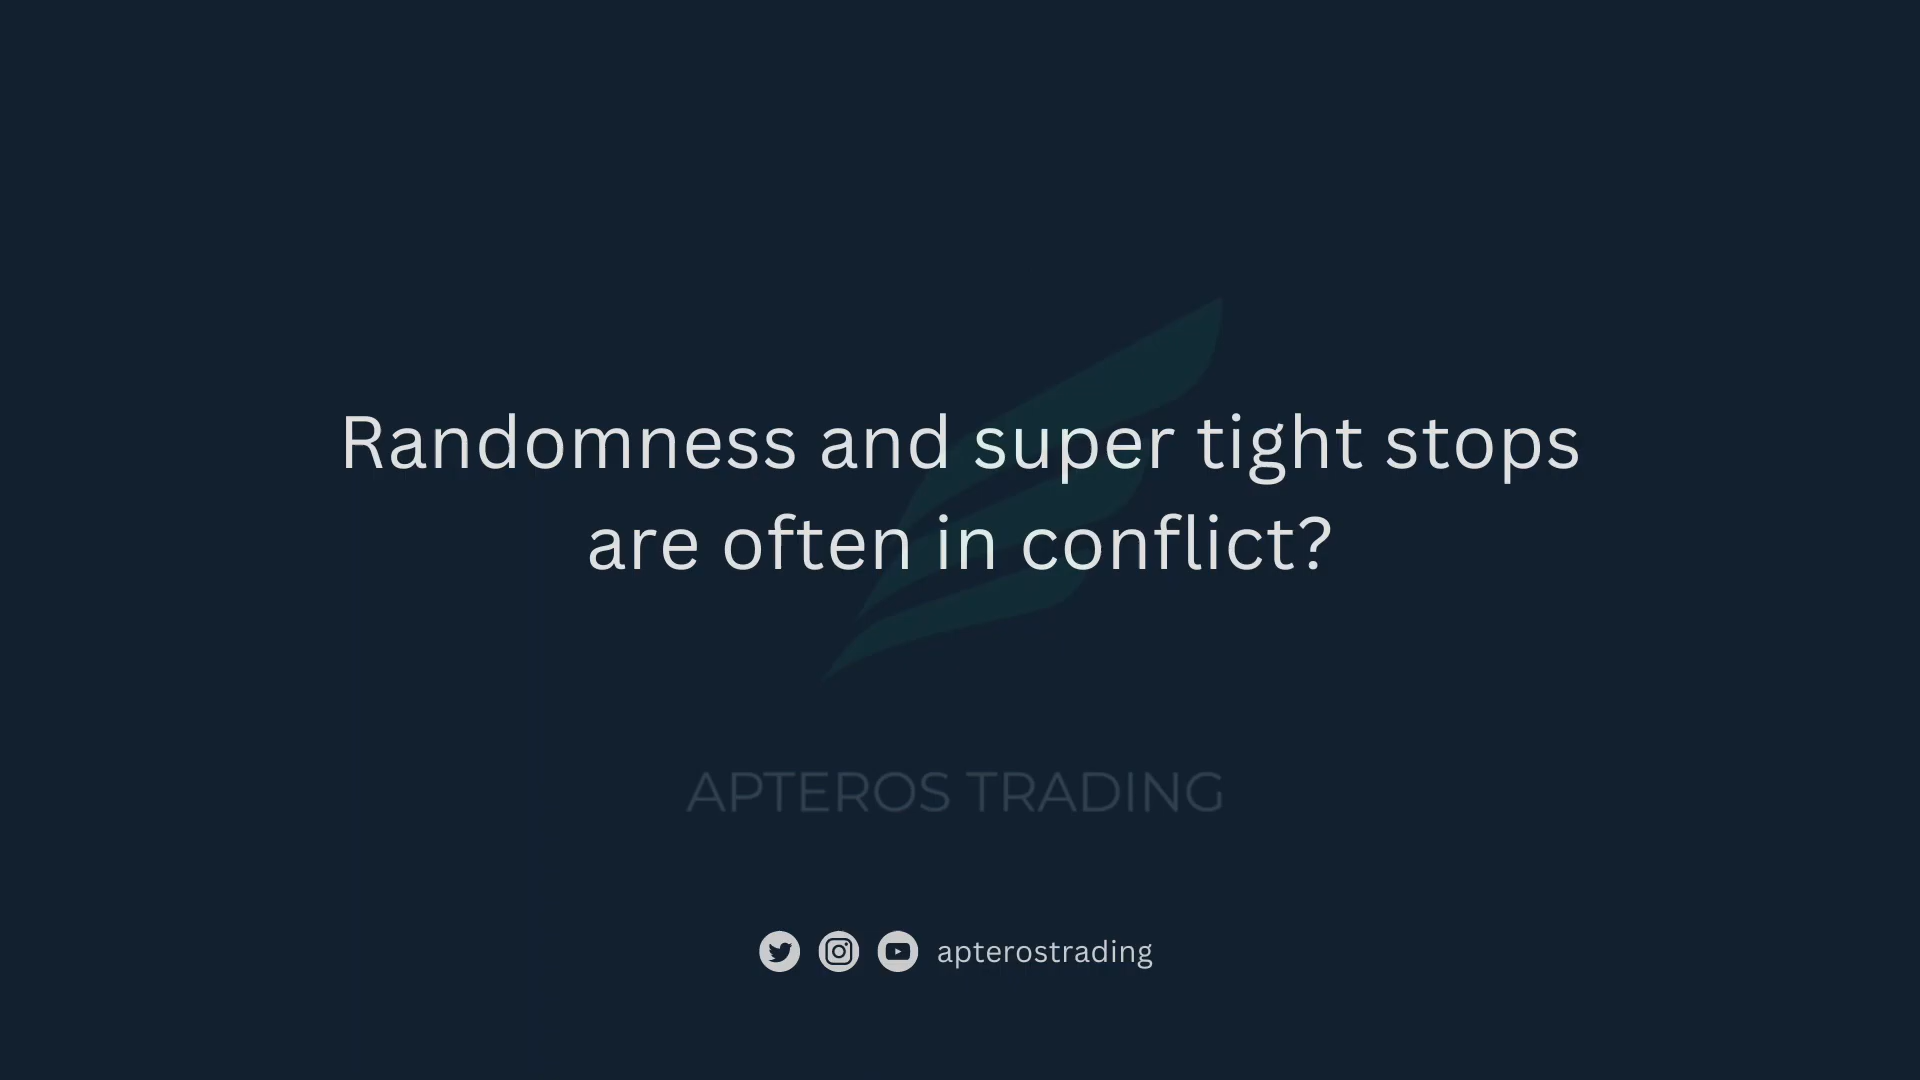 Randomness and super tight stops
are often in conflict?
APTEROS TRADING
apterostrading